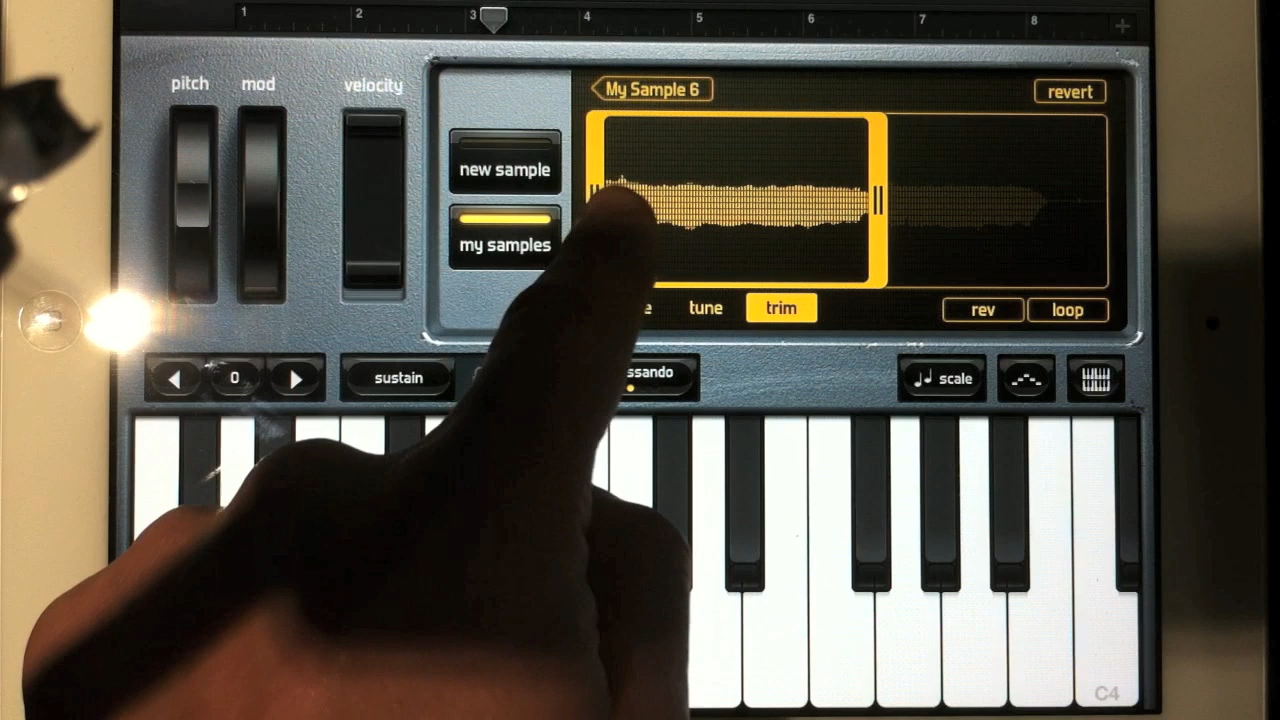 1 2 3 4 5 6 7 8
pitch mod velocity
My Sample 6 revert
new sample
my samples
tune trim rev loop
0 sustain scale
C4